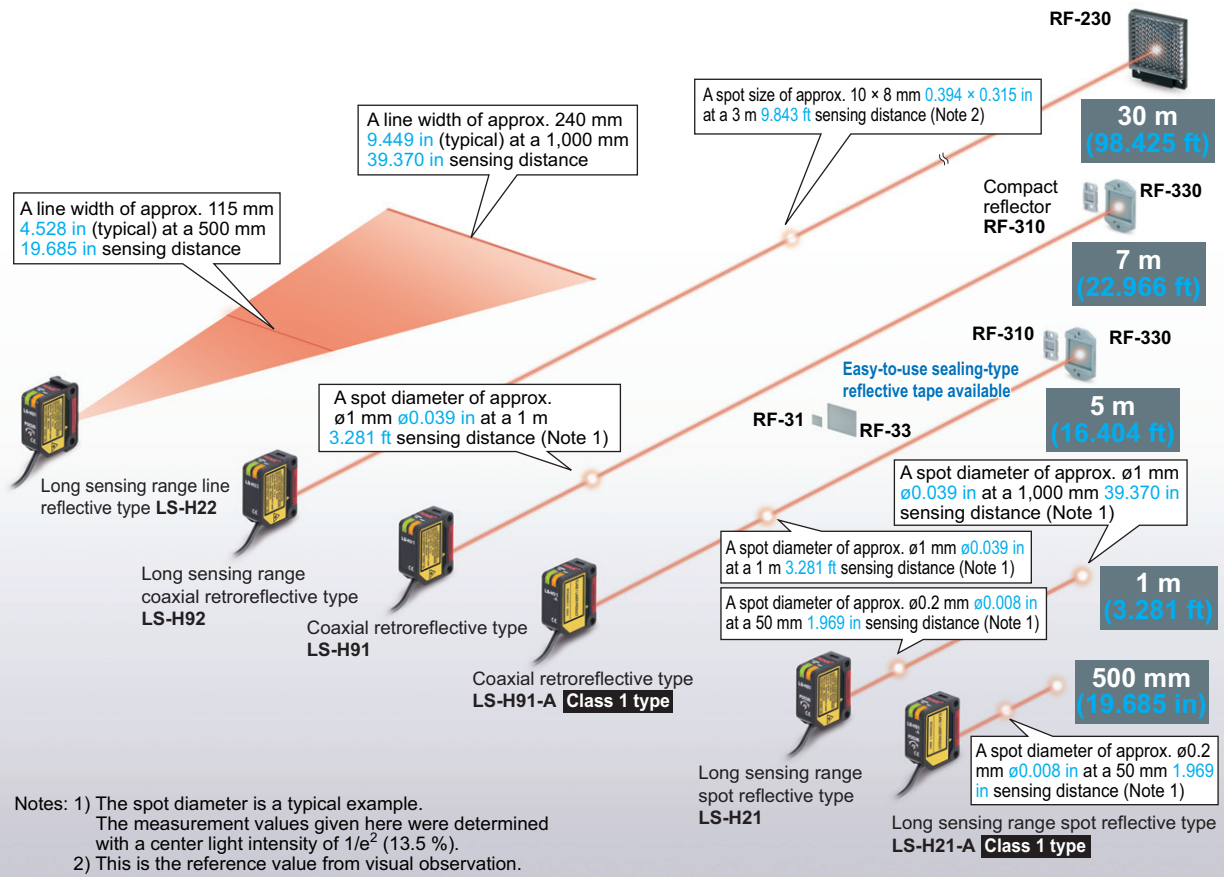 RF-230
A spot size of approx. 10 × 8 mm 0.394 × 0.315 in
at a 3 m 9.843 ft sensing distance (Note 2)
30 m
(98.425 ft)
A line width of approx. 240 mm
9.449 in (typical) at a 1,000 mm
39.370 in sensing distance
A line width of approx. 115 mm
4.528 in (typical) at a 500 mm
19.685 in sensing distance
Compact
reflector
RF-310
RF-330
7 m
(22.966 ft)
RF-310
RF-330
Easy-to-use sealing-type
reflective tape available
RF-31
RF-33
5 m
(16.404 ft)
A spot diameter of approx.
ø1 mm ø0.039 in at a 1 m
3.281 ft sensing distance (Note 1)
A spot diameter of approx. ø1 mm
ø0.039 in at a 1,000 mm 39.370 in
sensing distance (Note 1)
Long sensing range line
reflective type LS-H22
A spot diameter of approx. ø1 mm ø0.039 in
at a 1 m 3.281 ft sensing distance (Note 1)
1 m
(3.281 ft)
Long sensing range
coaxial retroreflective type
LS-H92
A spot diameter of approx. ø0.2 mm ø0.008 in
at a 50 mm 1.969 in sensing distance (Note 1)
Coaxial retroreflective type
LS-H91
Coaxial retroreflective type
LS-H91-A Class 1 type
500 mm
(19.685 in)
A spot diameter of approx. ø0.2
mm ø0.008 in at a 50 mm 1.969
in sensing distance (Note 1)
Long sensing range
spot reflective type
LS-H21
Long sensing range spot reflective type
LS-H21-A Class 1 type
Notes: 1) The spot diameter is a typical example.
The measurement values given here were determined
with a center light intensity of 1/e² (13.5 %).
2) This is the reference value from visual observation.